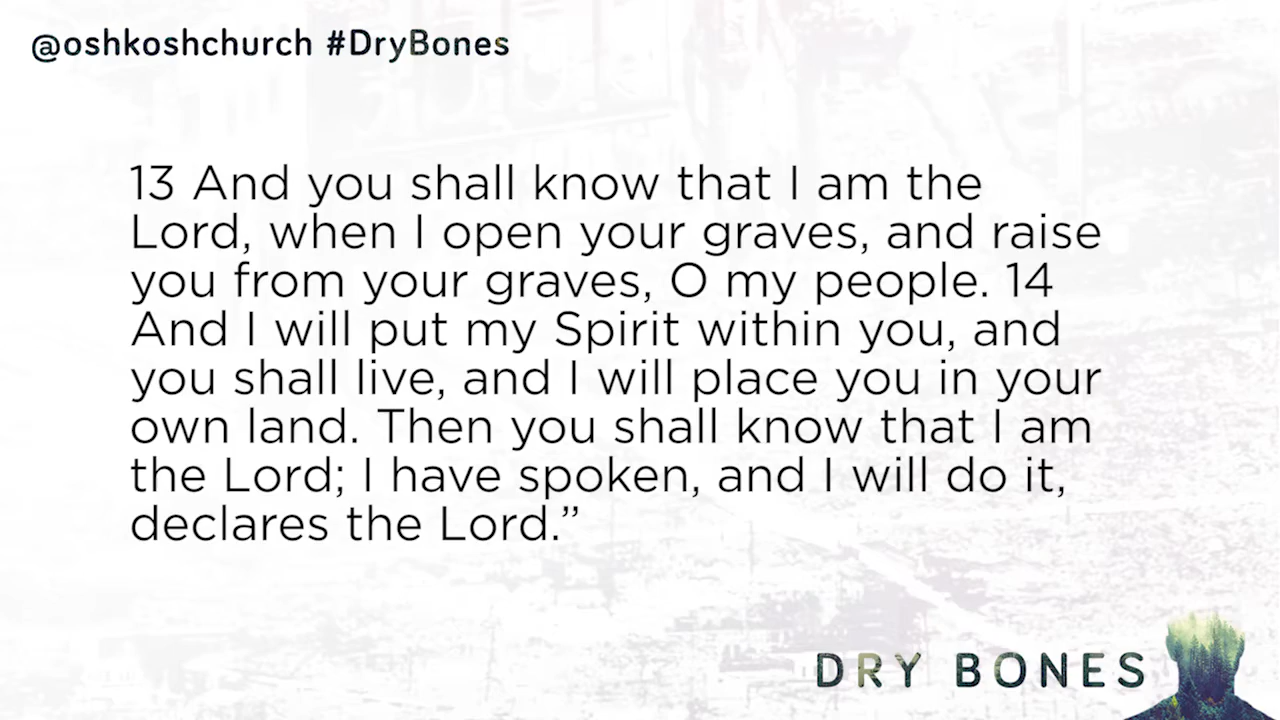 @oshkoshchurch #DryBones
13 And you shall know that I am the
Lord, when I open your graves, and raise
you from your graves, O my people. 14
And I will put my Spirit within you, and
you shall live, and I will place you in your
own land. Then you shall know that I am
the Lord; I have spoken, and I will do it,
declares the Lord.”
DRY BONES